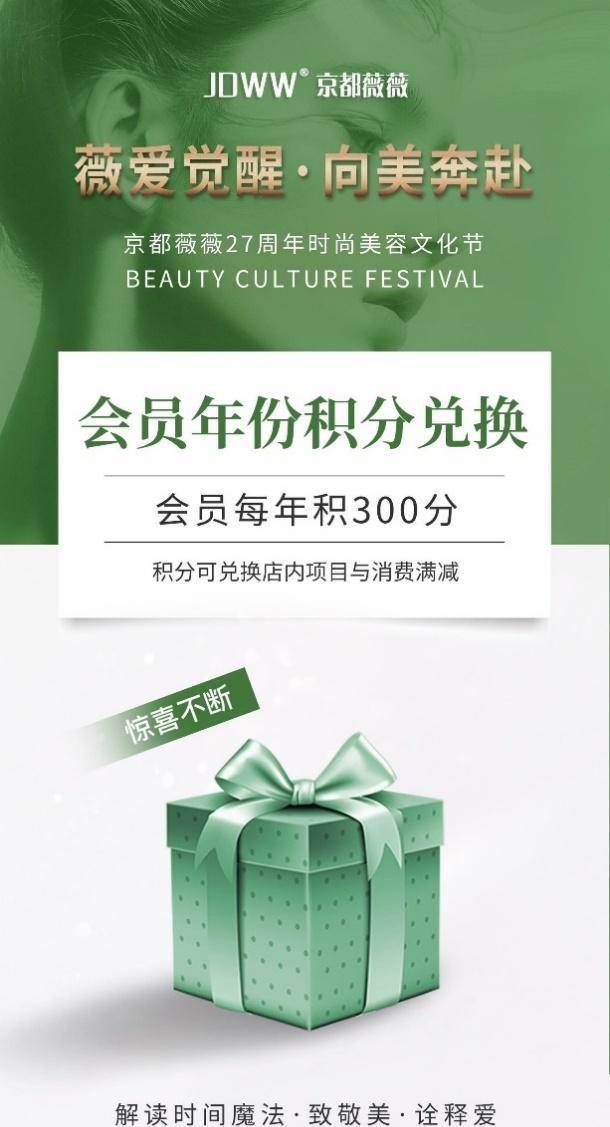 JDWW® 京都薇薇
薇爱觉醒·向美奔赴
京都薇薇27周年时尚美容文化节
BEAUTY CULTURE FESTIVAL
会员年份积分兑换
会员每年积300分
积分可兑换店内项目与消费满减
惊喜不断
解读时间魔法·致敬美·诠释爱